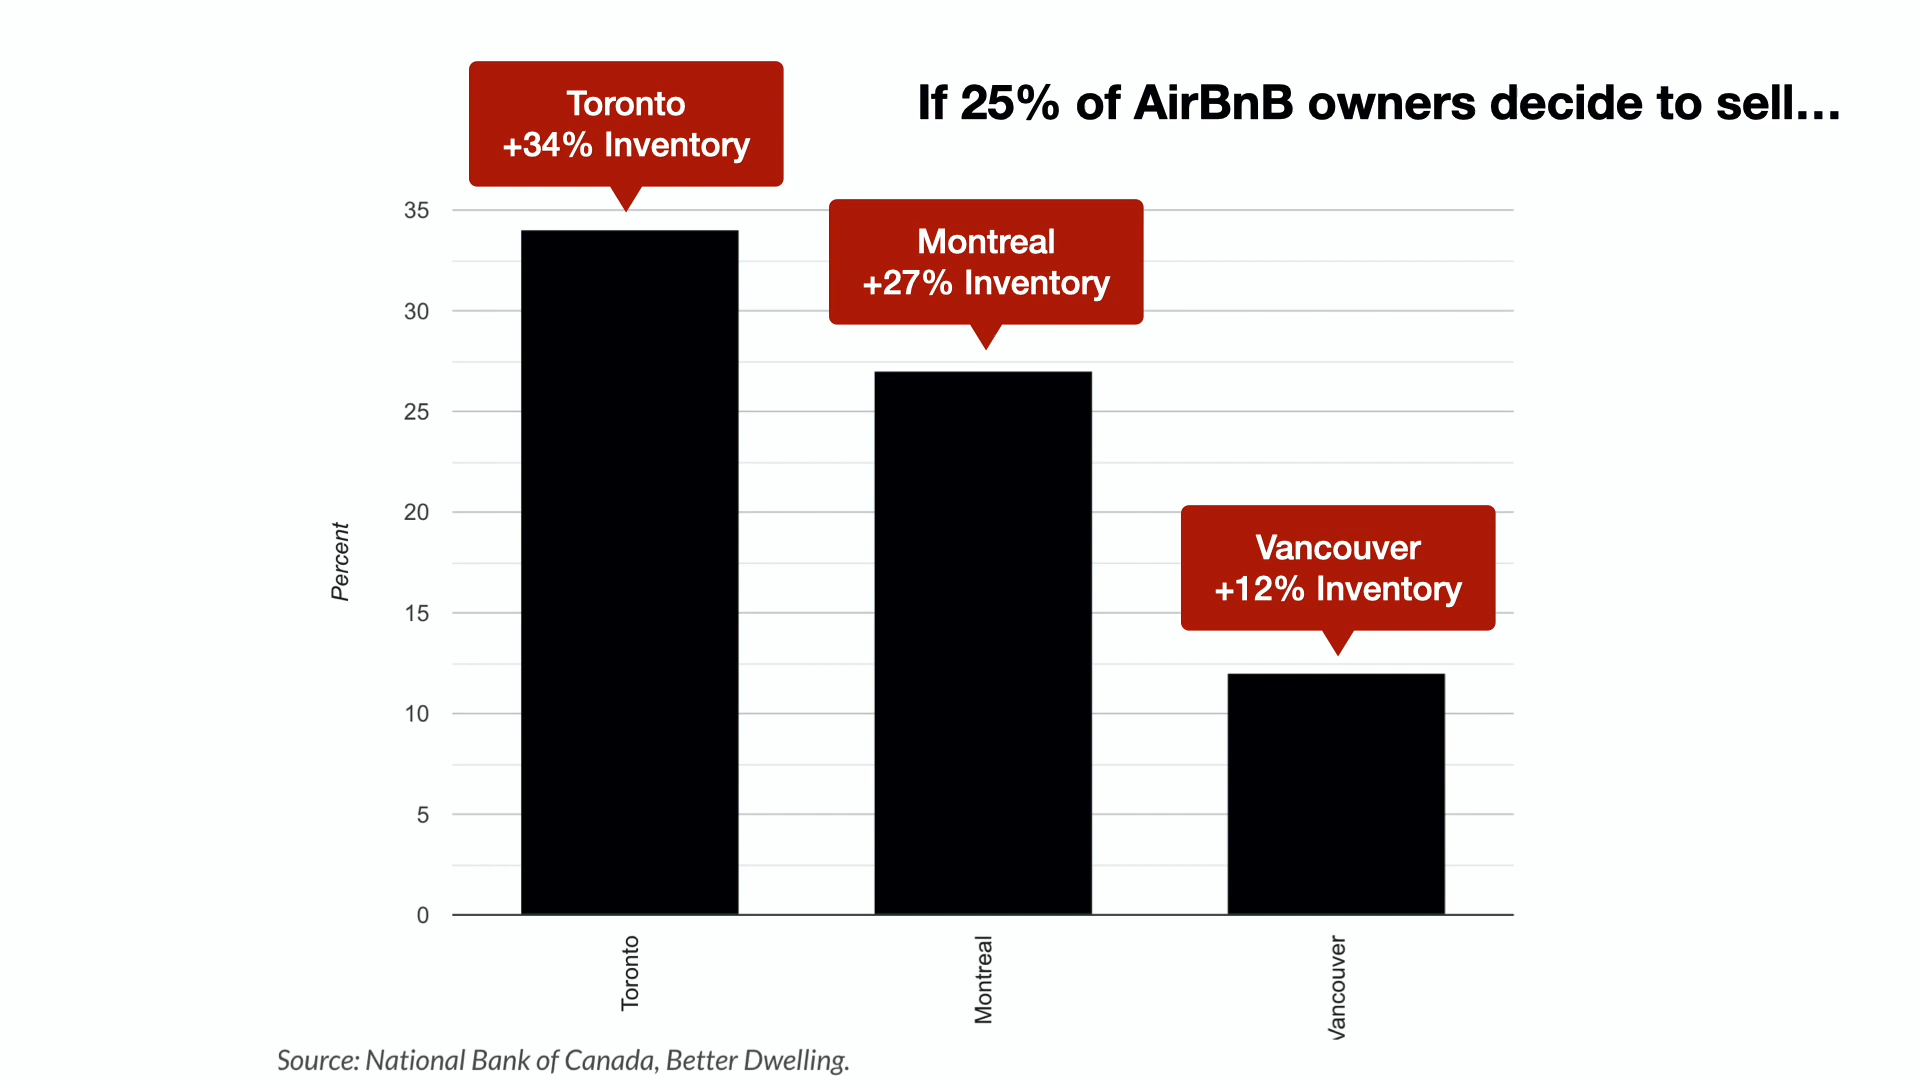 If 25% of AirBnB owners decide to sell...
Toronto
+34% Inventory
Montreal
+27% Inventory
Vancouver
+12% Inventory
Percent
35
30
25
20
15
10
5
0
Toronto
Montreal
Vancouver
Source: National Bank of Canada, Better Dwelling.